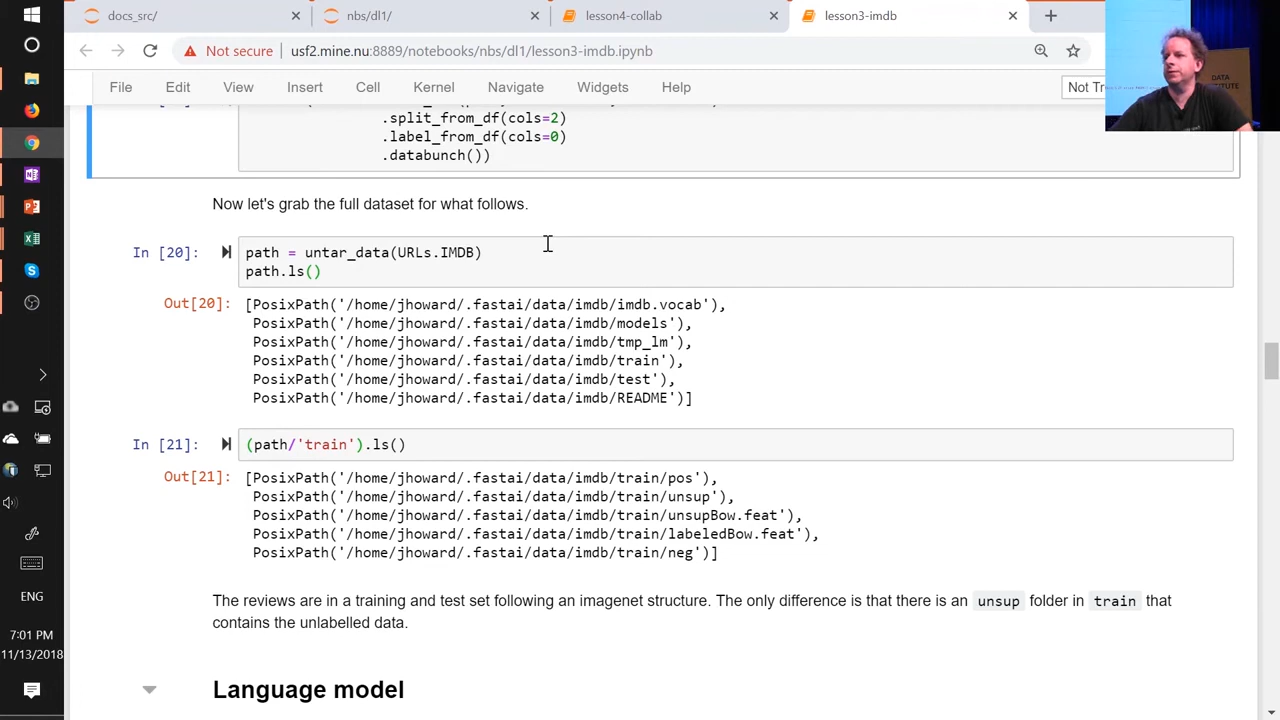 docs_src/
nbs/dl1/
lesson4-collab
lesson3-imdb
Not secure
usf2.mine.nu:8889/notebooks/nbs/dl1/lesson3-imdb.ipynb
File Edit View Insert Cell Kernel Navigate Widgets Help
DATA
.split_from_df(cols=2)
.label_from_df(cols=0)
.databunch())
Now let's grab the full dataset for what follows.
In [20]: path = untar_data(URLs.IMDB)
path.ls()
Out[20]: [PosixPath('/home/jhoward/.fastai/data/imdb/imdb.vocab'),
PosixPath('/home/jhoward/.fastai/data/imdb/models'),
PosixPath('/home/jhoward/.fastai/data/imdb/tmp_lm'),
PosixPath('/home/jhoward/.fastai/data/imdb/train'),
PosixPath('/home/jhoward/.fastai/data/imdb/test'),
PosixPath('/home/jhoward/.fastai/data/imdb/README')]
In [21]: (path/'train').ls()
Out[21]: [PosixPath('/home/jhoward/.fastai/data/imdb/train/pos'),
PosixPath('/home/jhoward/.fastai/data/imdb/train/unsup'),
PosixPath('/home/jhoward/.fastai/data/imdb/train/unsupBow.feat'),
PosixPath('/home/jhoward/.fastai/data/imdb/train/labeledBow.feat'),
PosixPath('/home/jhoward/.fastai/data/imdb/train/neg')]
The reviews are in a training and test set following an imagenet structure. The only difference is that there is an unsup folder in train that
contains the unlabelled data.
Language model
ENG
7:01 PM
11/13/2018